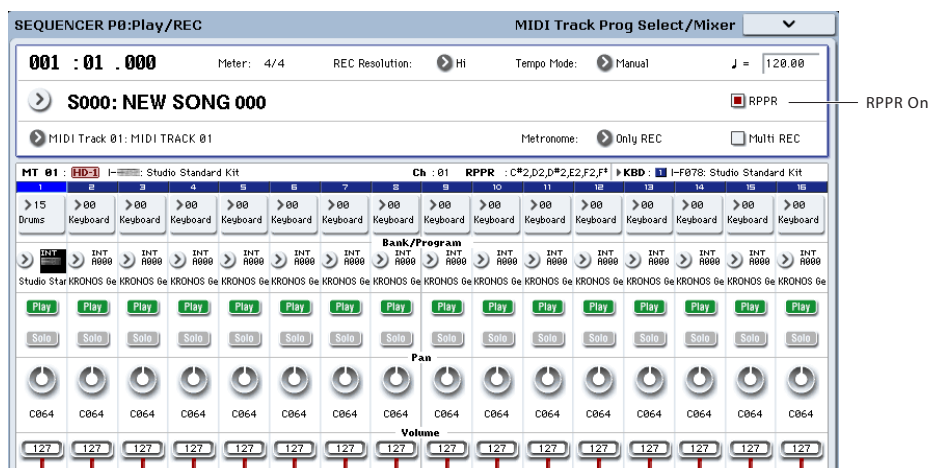 SEQUENCER P0:Play/REC MIDI Track Prog Select/Mixer
001 :01 .000 Meter: 4/4 REC Resolution: Hi Tempo Mode: Manual ♩ = 120.00
S000: NEW SONG 000 RPPR RPPR On
MIDI Track 01: MIDI TRACK 01 Metronome: Only REC Multi REC
MT 01 : HD-1 I- : Studio Standard Kit Ch :01 RPPR :C#2,D2,D#2,E2,F2,F# KBD : 1 I-F078: Studio Standard Kit
1 2 3 4 5 6 7 8 9 10 11 12 13 14 15 16
15 00 00 00 00 00 00 00 00 00 00 00 00 00 00 00
Drums Keyboard Keyboard Keyboard Keyboard Keyboard Keyboard Keyboard Keyboard Keyboard Keyboard Keyboard Keyboard Keyboard Keyboard Keyboard
Bank/Program
INT INT INT INT INT INT INT INT INT INT INT INT INT INT INT INT
A000 A000 A000 A000 A000 A000 A000 A000 A000 A000 A000 A000 A000 A000 A000
Studio Star KRONOS Ge KRONOS Ge KRONOS Ge KRONOS Ge KRONOS Ge KRONOS Ge KRONOS Ge KRONOS Ge KRONOS Ge KRONOS Ge KRONOS Ge KRONOS Ge KRONOS Ge KRONOS Ge KRONOS Ge
Play Play Play Play Play Play Play Play Play Play Play Play Play Play Play Play
Solo Solo Solo Solo Solo Solo Solo Solo Solo Solo Solo Solo Solo Solo Solo Solo
Pan
C064 C064 C064 C064 C064 C064 C064 C064 C064 C064 C064 C064 C064 C064 C064 C064
Volume
127 127 127 127 127 127 127 127 127 127 127 127 127 127 127 127